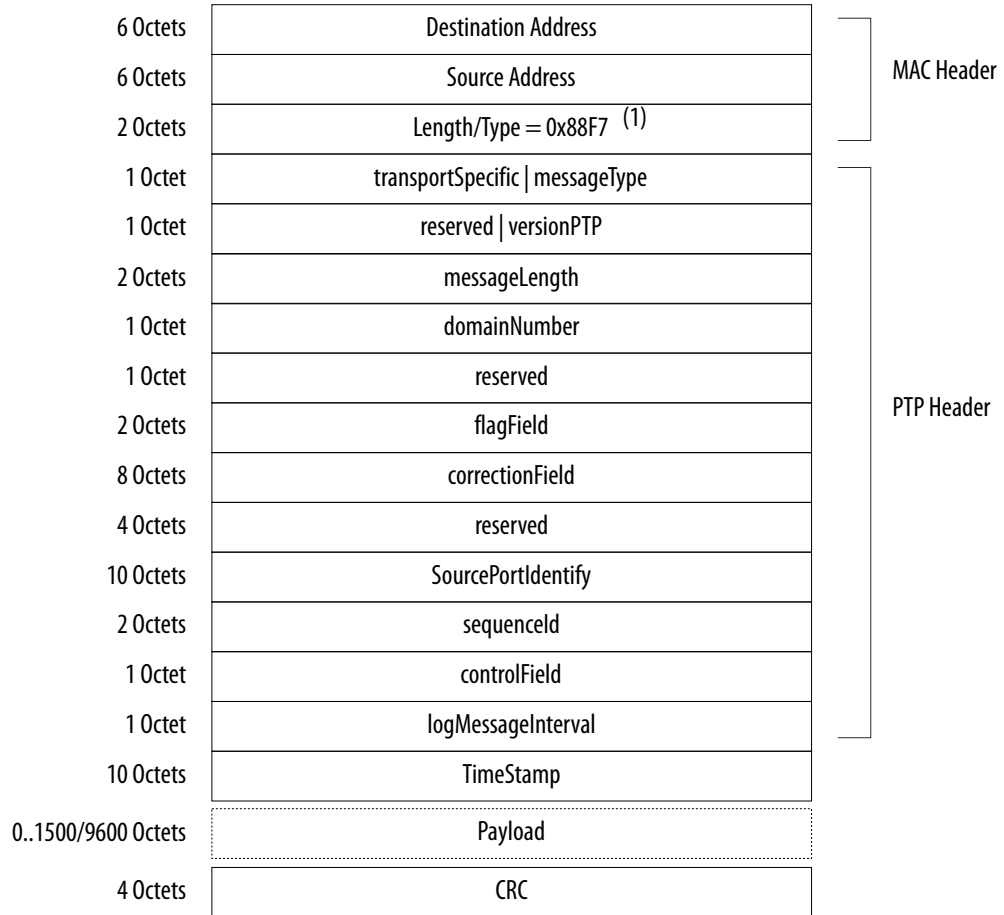 6 Octets Destination Address
6 Octets Source Address
MAC Header
2 Octets Length/Type = 0x88F7 (1)
1 Octet transportSpecific | messageType
1 Octet reserved | versionPTP
2 Octets messageLength
1 Octet domainNumber
1 Octet reserved
2 Octets flagField
PTP Header
8 Octets correctionField
4 Octets reserved
10 Octets SourcePortIdentify
2 Octets sequenceId
1 Octet controlField
1 Octet logMessageInterval
10 Octets TimeStamp
0..1500/9600 Octets Payload
4 Octets CRC